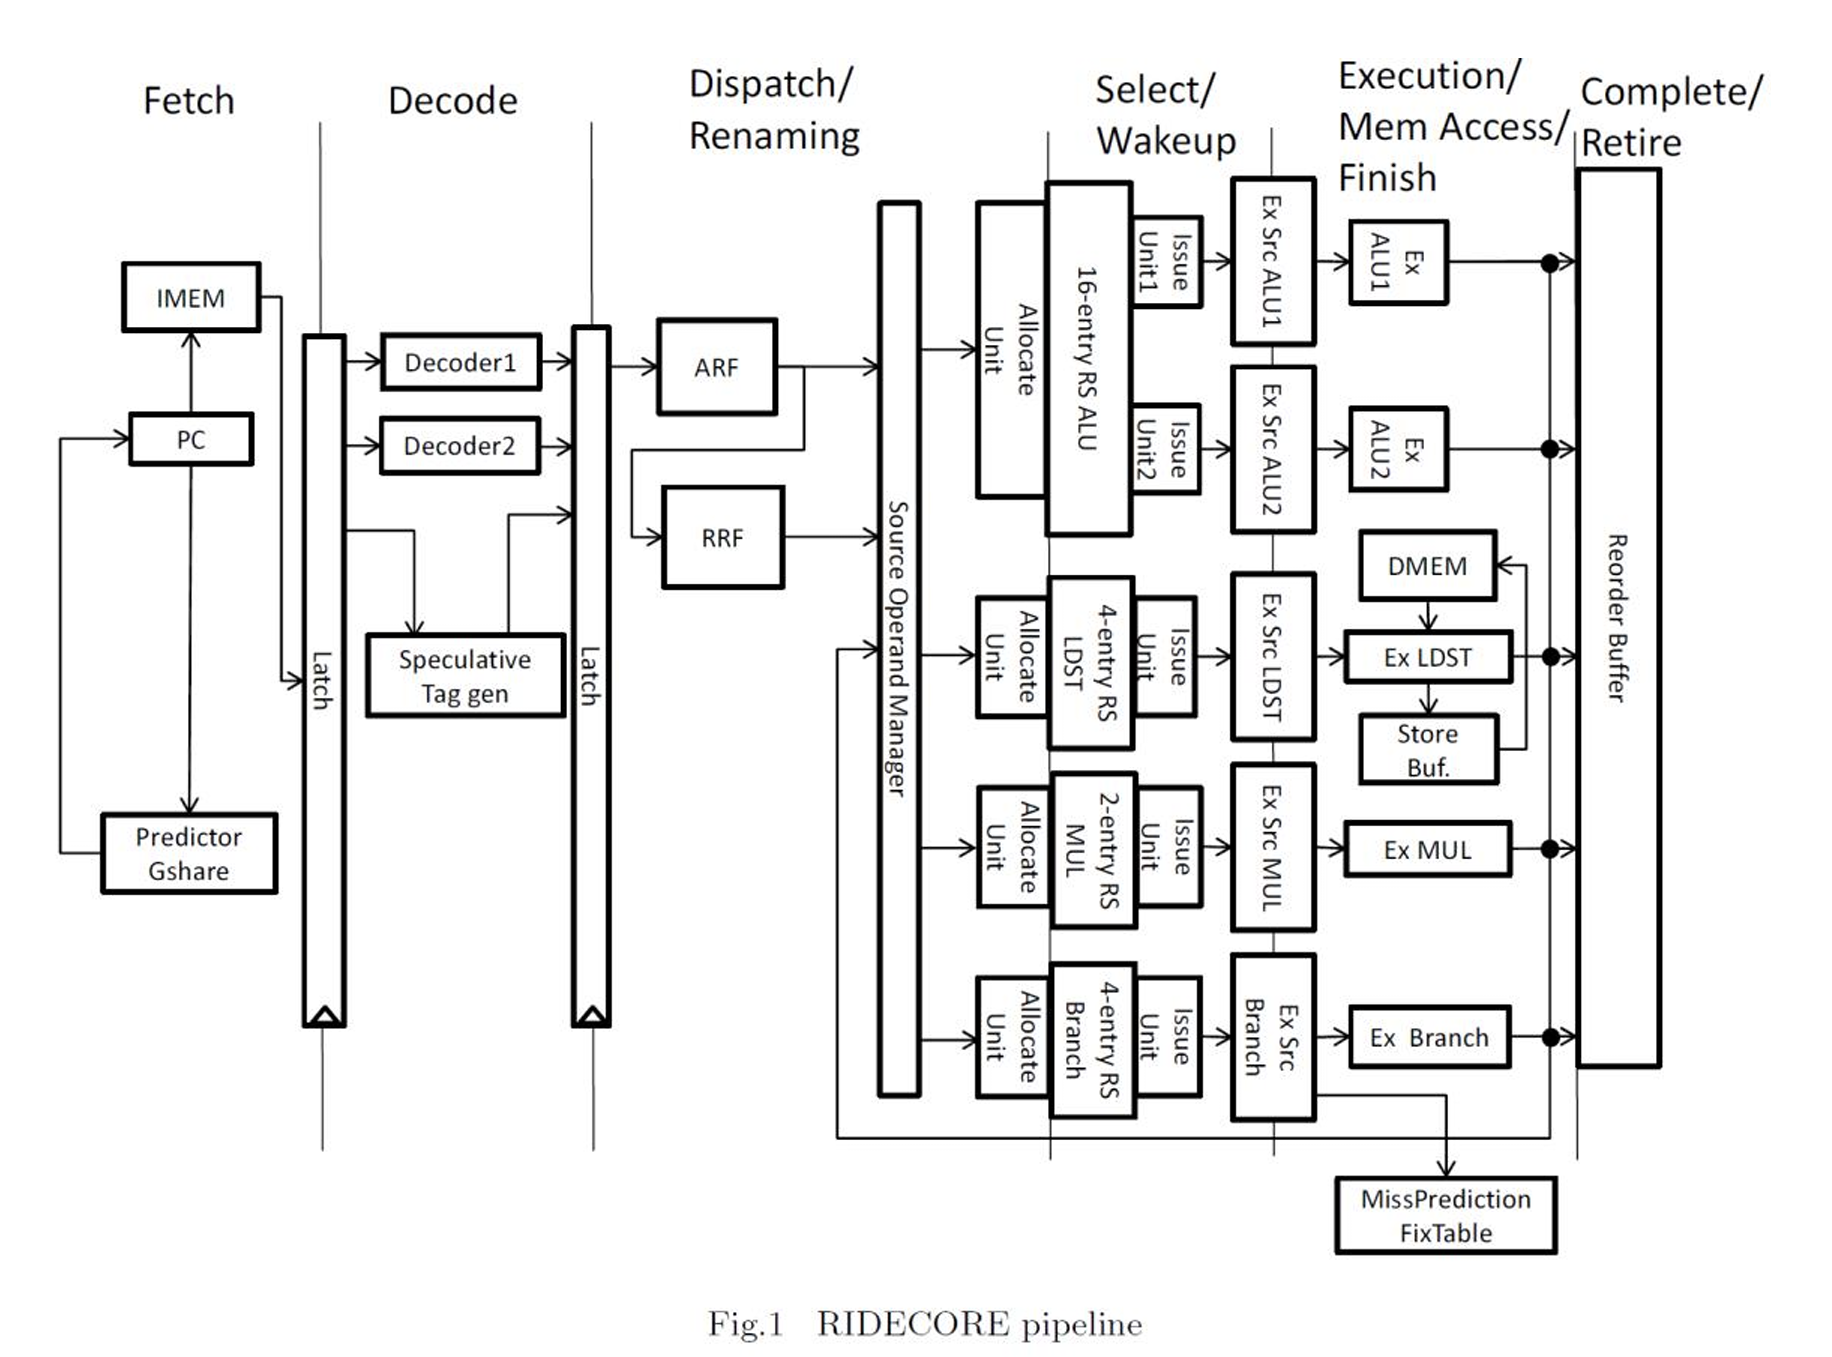 Fetch
Decode
Dispatch/
Renaming
Select/
Wakeup
Execution/
Mem Access/
Finish
Complete/
Retire
IMEM
PC
Predictor
Gshare
Latch
Decoder1
Decoder2
Speculative
Tag gen
Latch
ARF
RRF
Source Operand Manager
Allocate
Unit
16-entry RS ALU
Issue
Unit1
Issue
Unit2
Ex Src ALU1
Ex Src ALU2
Ex
ALU1
Ex
ALU2
Allocate
Unit
4-entry RS
LDST
Issue
Unit
Ex Src LDST
DMEM
Ex LDST
Store
Buf.
Allocate
Unit
2-entry RS
MUL
Issue
Unit
Ex Src MUL
Ex MUL
Allocate
Unit
4-entry RS
Branch
Issue
Unit
Ex Src
Branch
Ex Branch
MissPrediction
FixTable
Reorder Buffer
Fig.1 RIDECORE pipeline